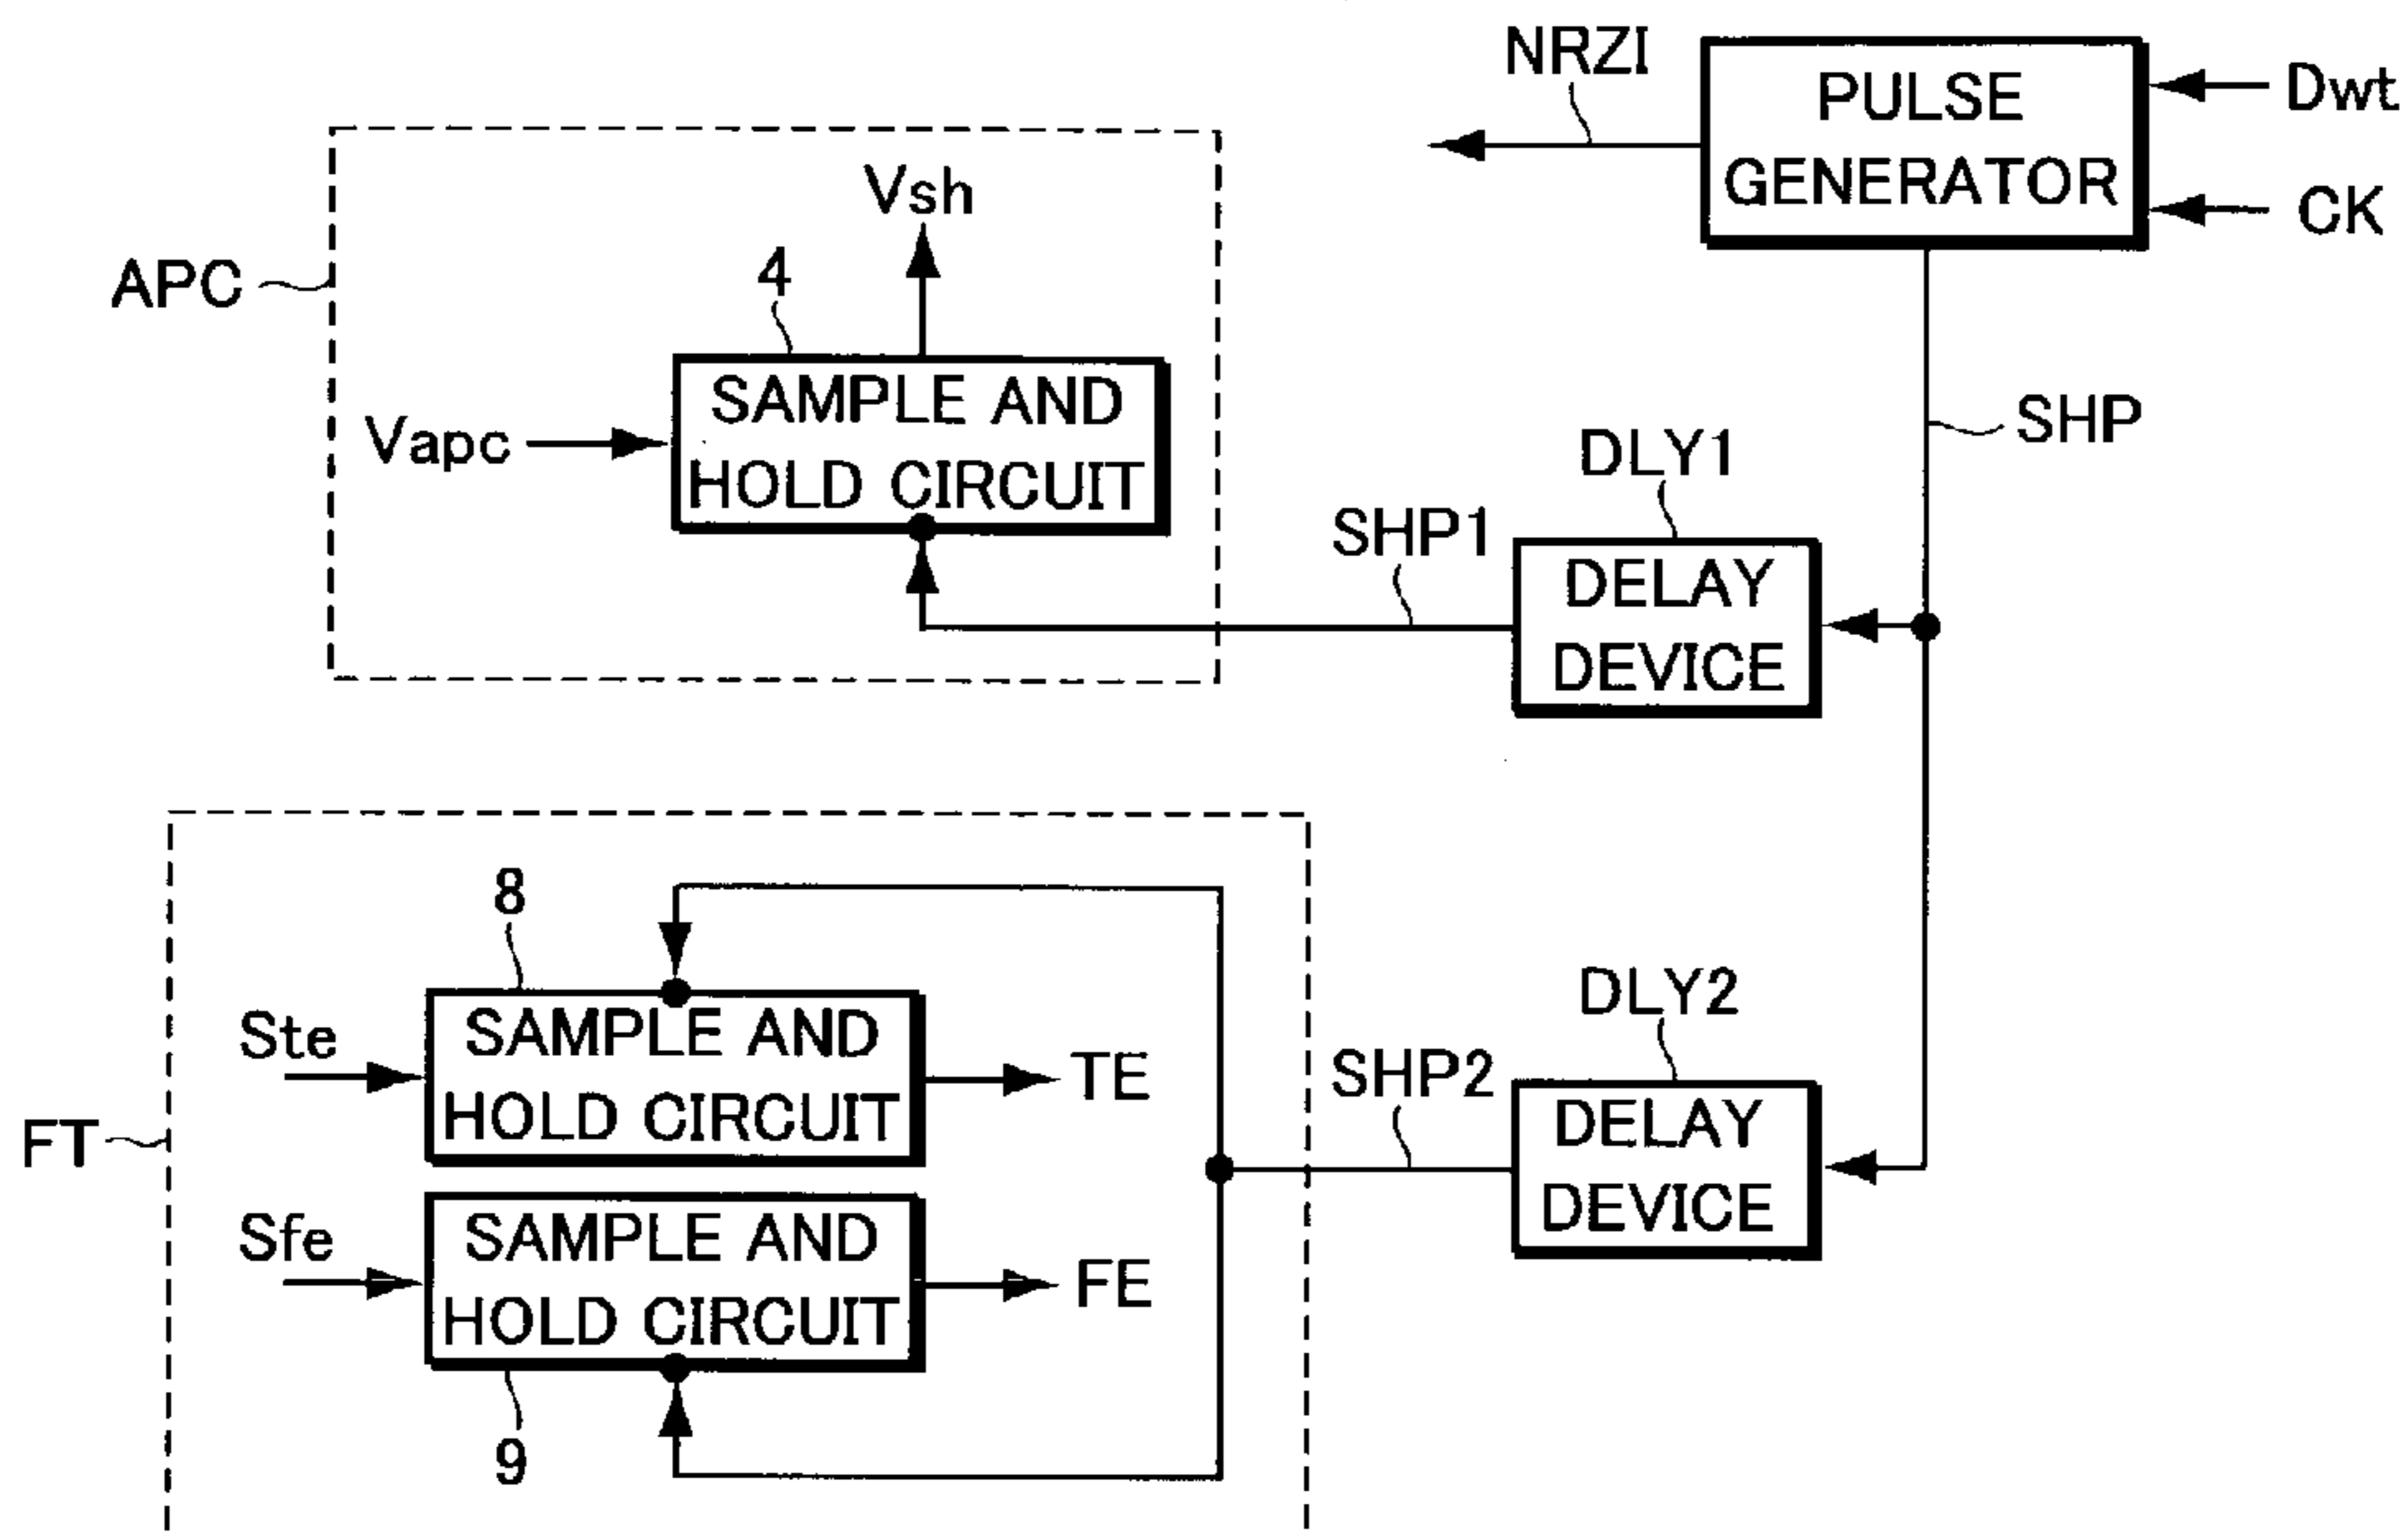 NRZI
PULSE
GENERATOR
Dwt
CK
APC
Vsh
4
Vapc
SAMPLE AND
HOLD CIRCUIT
SHP
DLY1
SHP1
DELAY
DEVICE
FT
8
Ste
SAMPLE AND
HOLD CIRCUIT
TE
Sfe
SAMPLE AND
HOLD CIRCUIT
FE
9
DLY2
SHP2
DELAY
DEVICE